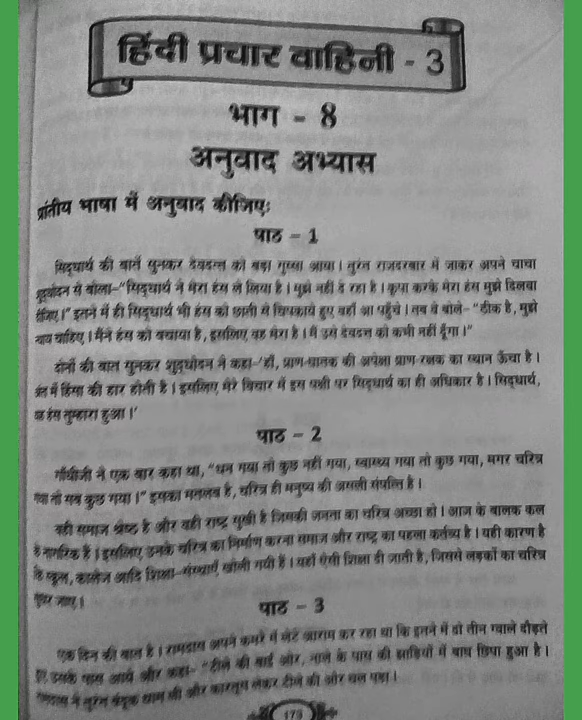 हिंदी प्रचार वाहिनी - 3
भाग - 8
अनुवाद अभ्यास
प्रांतीय भाषा में अनुवाद कीजिए:
पाठ - 1
सिद्धार्थ की बातें सुनकर देवदत्त को बड़ा गुस्सा आया। तुरंत राजदरबार में जाकर अपने चाचा
शुद्धोदन से बोला-"सिद्धार्थ ने मेरा हंस ले लिया है। मुझे नहीं दे रहा है। कृपा करके मेरा हंस मुझे दिलवा
दीजिए।" इतने में ही सिद्धार्थ भी हंस को छाती से चिपकाये हुए वहाँ आ पहुँचे। तब वे बोले- "ठीक है, मुझे
न्याय चाहिए। मैंने हंस को बचाया है, इसलिए वह मेरा है। मैं उसे देवदत्त को कभी नहीं दूँगा।"
दोनों की बात सुनकर शुद्धोदन ने कहा-'हाँ, प्राण-घातक की अपेक्षा प्राण-रक्षक का स्थान ऊँचा है।
अंत में हिंसा की हार होती है। इसलिए मेरे विचार में इस पक्षी पर सिद्धार्थ का ही अधिकार है। सिद्धार्थ,
यह हंस तुम्हारा हुआ।'
पाठ - 2
गाँधीजी ने एक बार कहा था, "धन गया तो कुछ नहीं गया, स्वास्थ्य गया तो कुछ गया, मगर चरित्र
गया तो सब कुछ गया।" इसका मतलब है, चरित्र ही मनुष्य की असली संपत्ति है।
वही समाज श्रेष्ठ है और वही राष्ट्र सुखी है जिसकी जनता का चरित्र अच्छा हो। आज के बालक कल
के नागरिक हैं। इसलिए उनके चरित्र का निर्माण करना समाज और राष्ट्र का पहला कर्तव्य है। यही कारण है
कि स्कूल, कालेज आदि शिक्षा-संस्थाएँ खोली गयी हैं। यहाँ ऐसी शिक्षा दी जाती है, जिससे लड़कों का चरित्र
सुधर जाए।
पाठ - 3
एक दिन की बात है। रामदास अपने कमरे में लेटे आराम कर रहा था कि इतने में दो तीन ग्वाले दौड़ते
हुए उसके पास आये और कहा- "टीले की बाईं ओर, नाले के पास की झाड़ियों में बाघ छिपा हुआ है।
रामदास ने तुरंत बंदूक थाम ली और कारतूस लेकर टीले की ओर चल पड़ा।
173